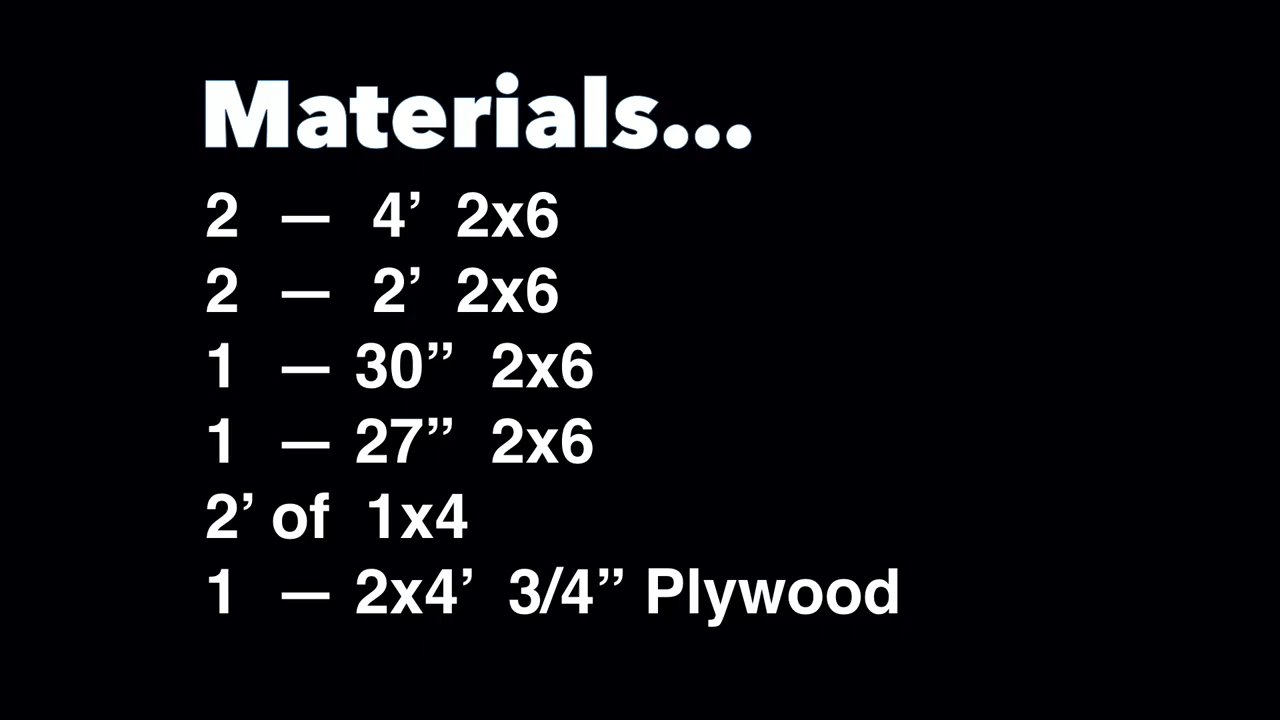 Materials...
2 — 4’ 2x6
2 — 2’ 2x6
1 — 30” 2x6
1 — 27” 2x6
2’ of 1x4
1 — 2x4’ 3/4” Plywood